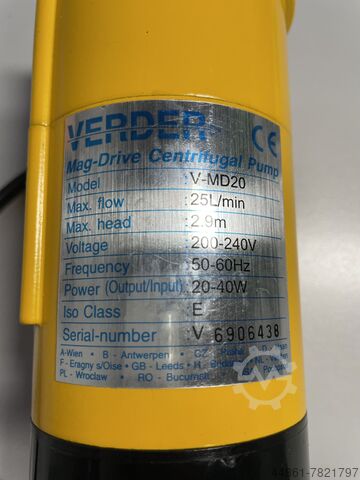 VERDER CE
Mag-Drive Centrifugal Pump
Model : V-MD20
Max. flow : 25L/min
Max. head : 2.9m
Voltage : 200-240V
Frequency : 50-60Hz
Power (Output/Input) : 20-40W
Iso Class : E
Serial-number : V 6906438
A-Wien • B - Antwerpen • CZ
F - Eragny s/Oise • GB - Leeds • H
PL - Wroclaw • RO - Bucurest
44861-7821797